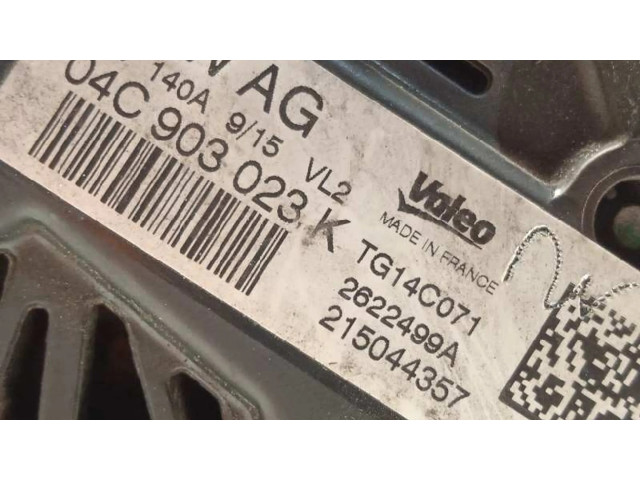 W AG
140A 9/15 VL2
04C 903 023 K
Valeo
MADE IN FRANCE
TG14C071
2622499A
215044357